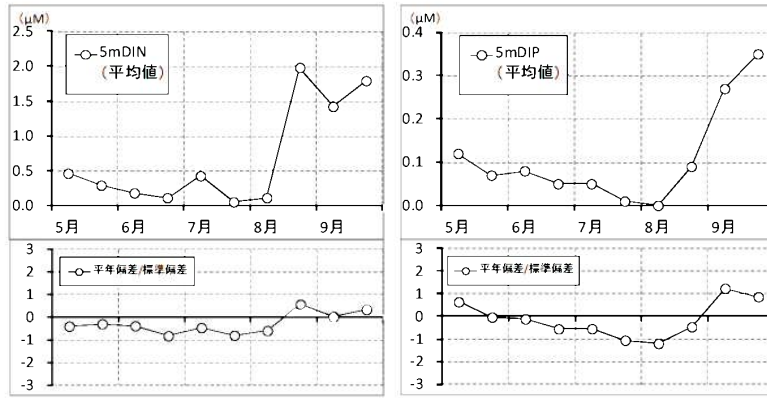 （μM）
2.5
2.0
1.5
1.0
0.5
0.0
5mDIN
（平均値）
5月 6月 7月 8月 9月
3
2
1
0
-1
-2
-3
平年偏差/標準偏差
（μM）
0.4
0.3
0.2
0.1
0.0
5mDIP
（平均値）
5月 6月 7月 8月 9月
3
2
1
0
-1
-2
-3
平年偏差/標準偏差